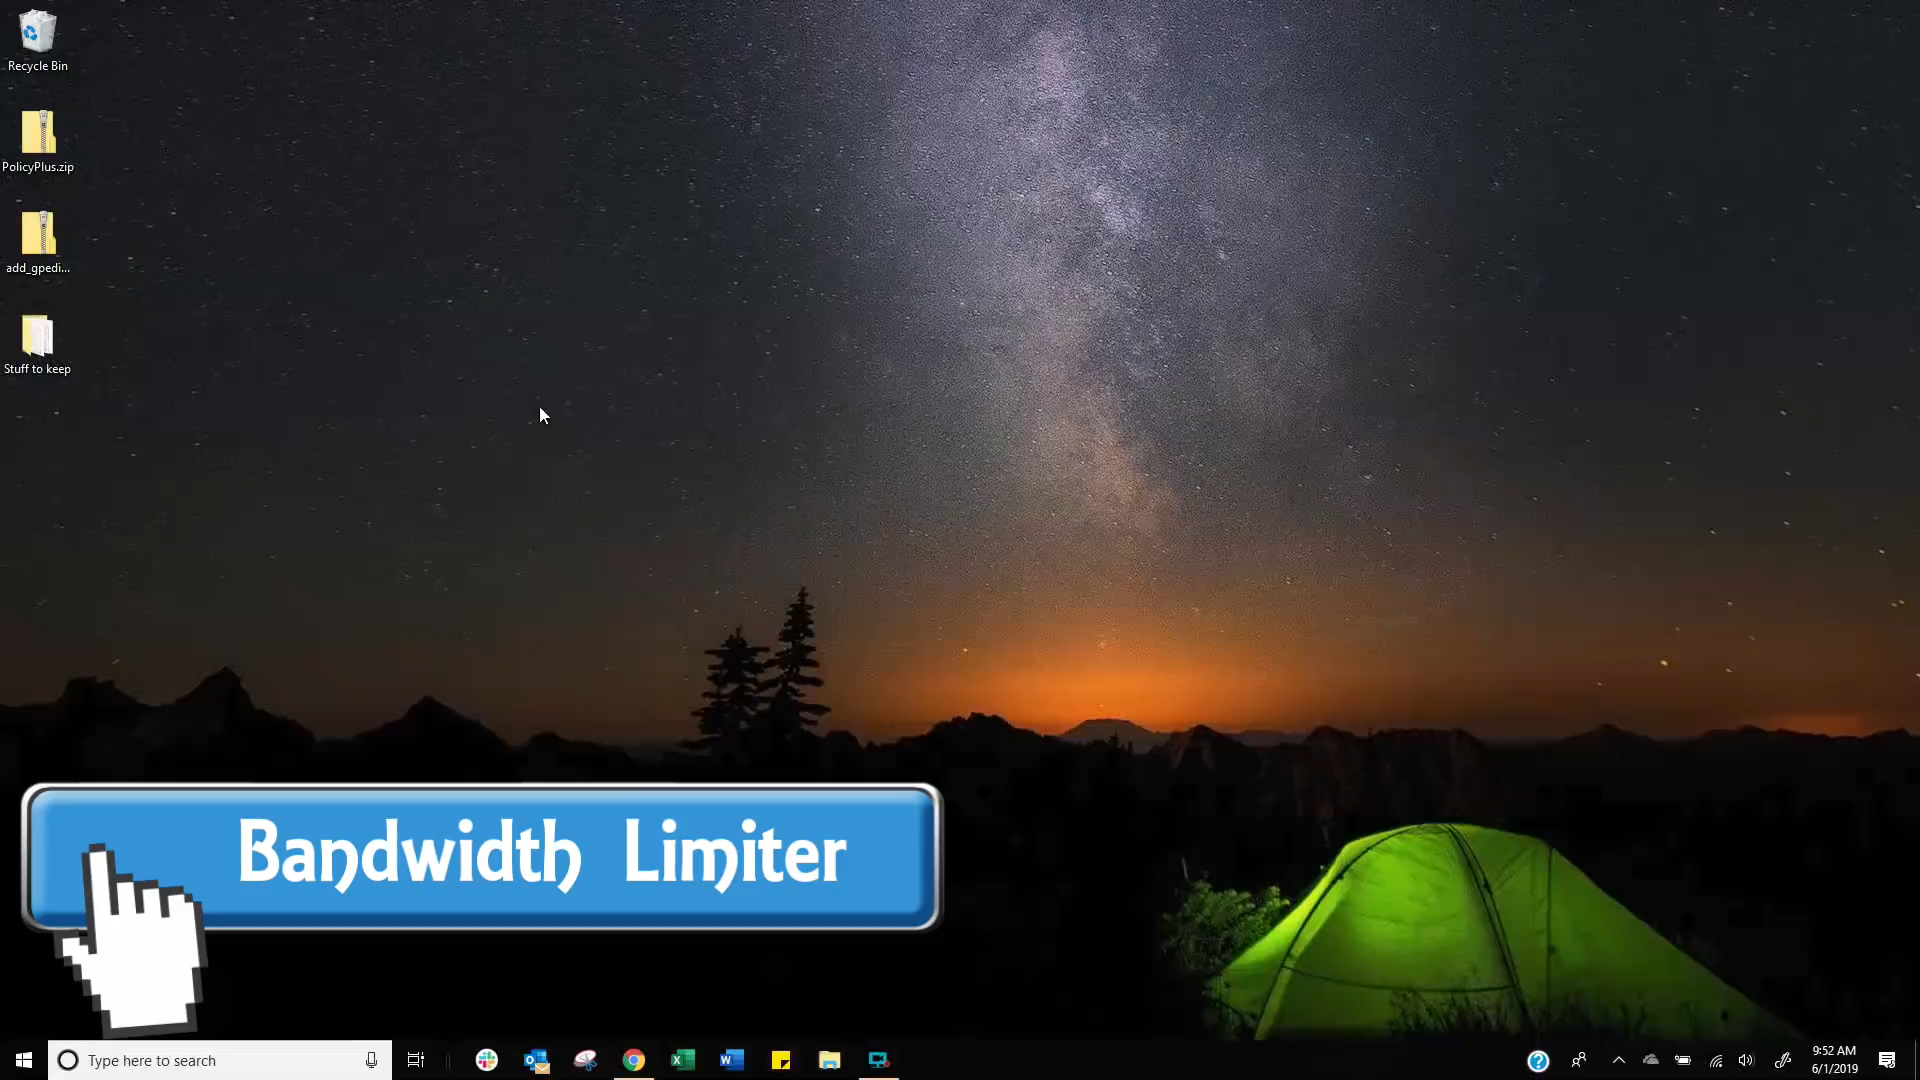 Recycle Bin
PolicyPlus.zip
add_gpedi...
Stuff to keep
Bandwidth Limiter
Type here to search
9:52 AM
6/1/2019